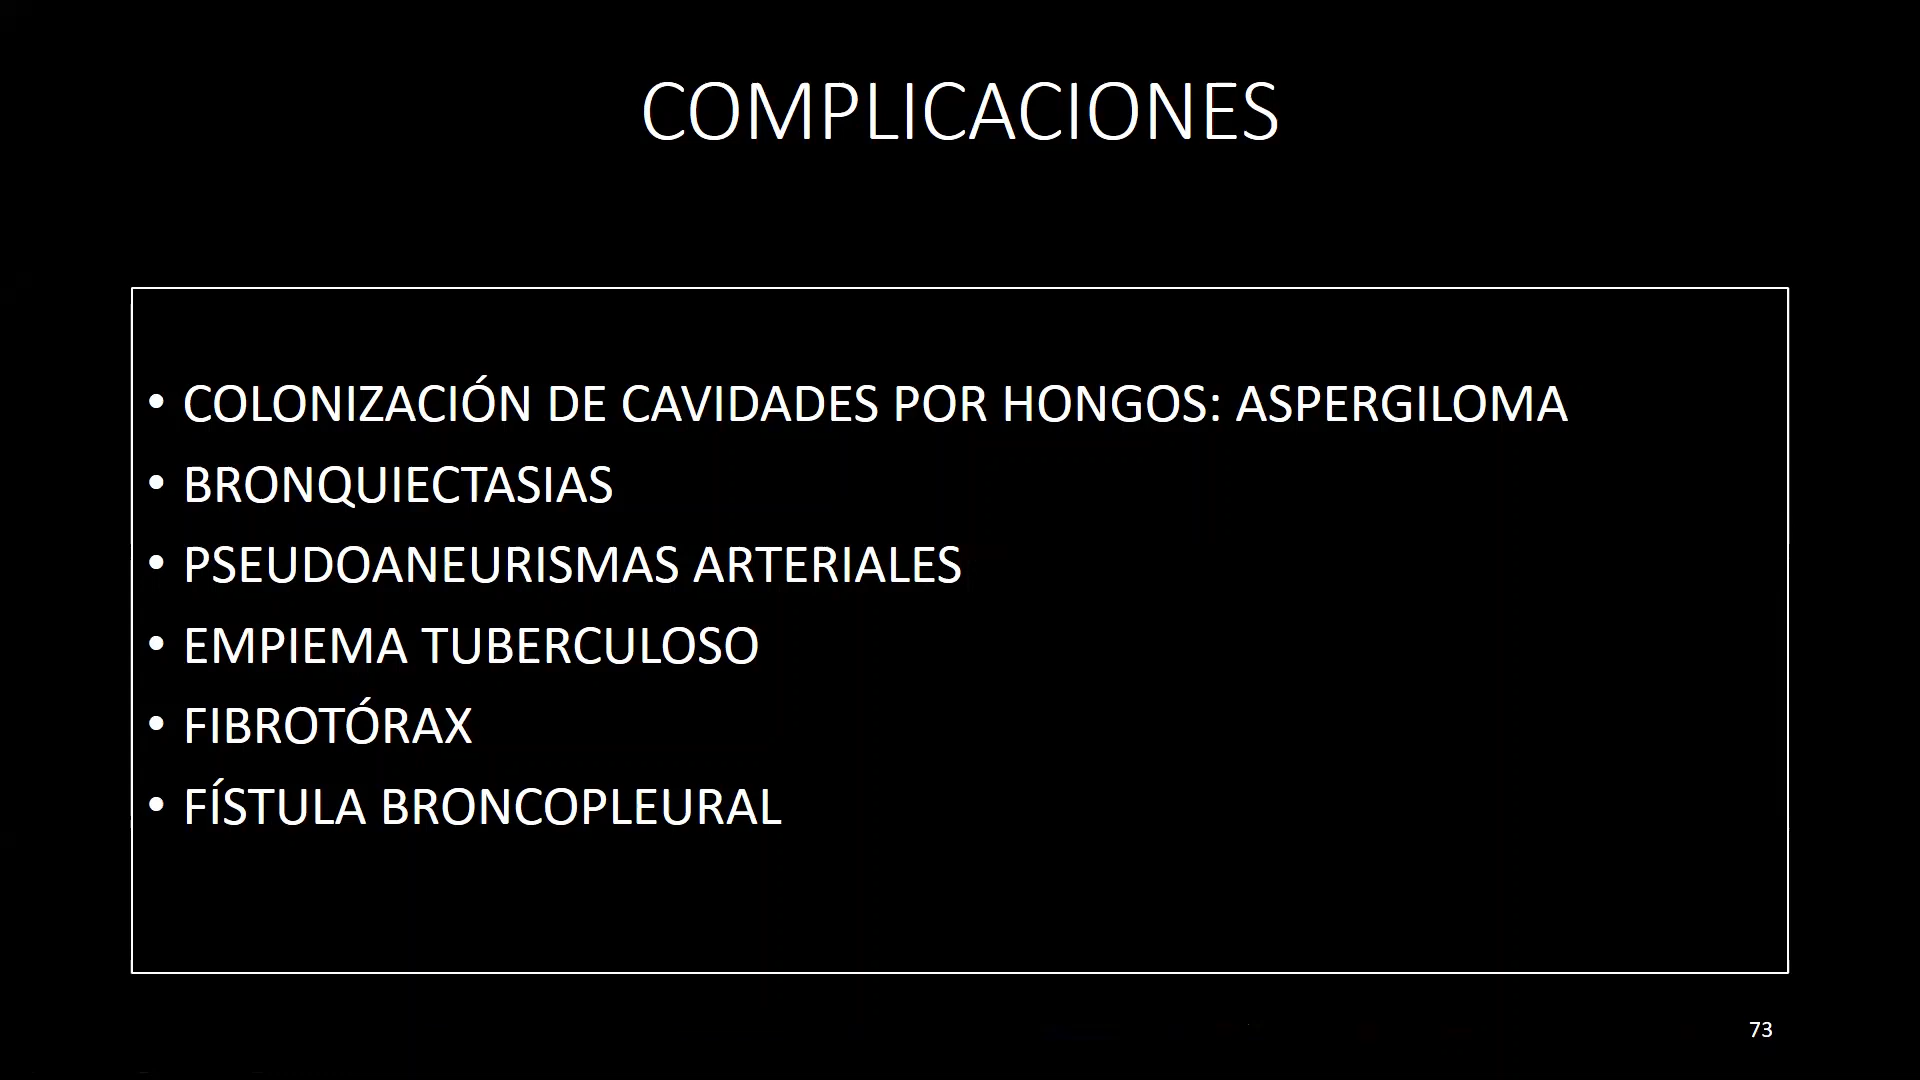 COMPLICACIONES
• COLONIZACIÓN DE CAVIDADES POR HONGOS: ASPERGILOMA
• BRONQUIECTASIAS
• PSEUDOANEURISMAS ARTERIALES
• EMPIEMA TUBERCULOSO
• FIBROTÓRAX
• FÍSTULA BRONCOPLEURAL
73